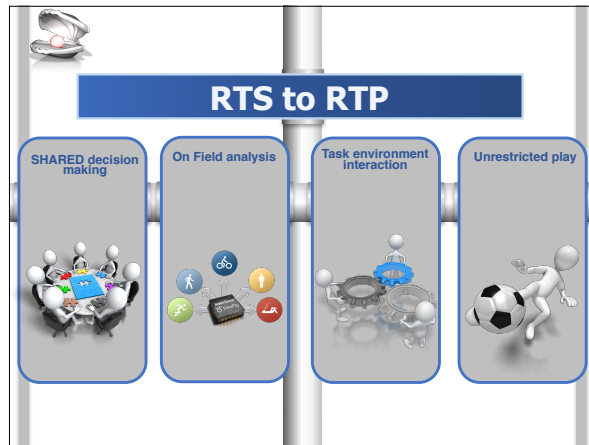 RTS to RTP
SHARED decision
making
On Field analysis
Task environment
interaction
Unrestricted play